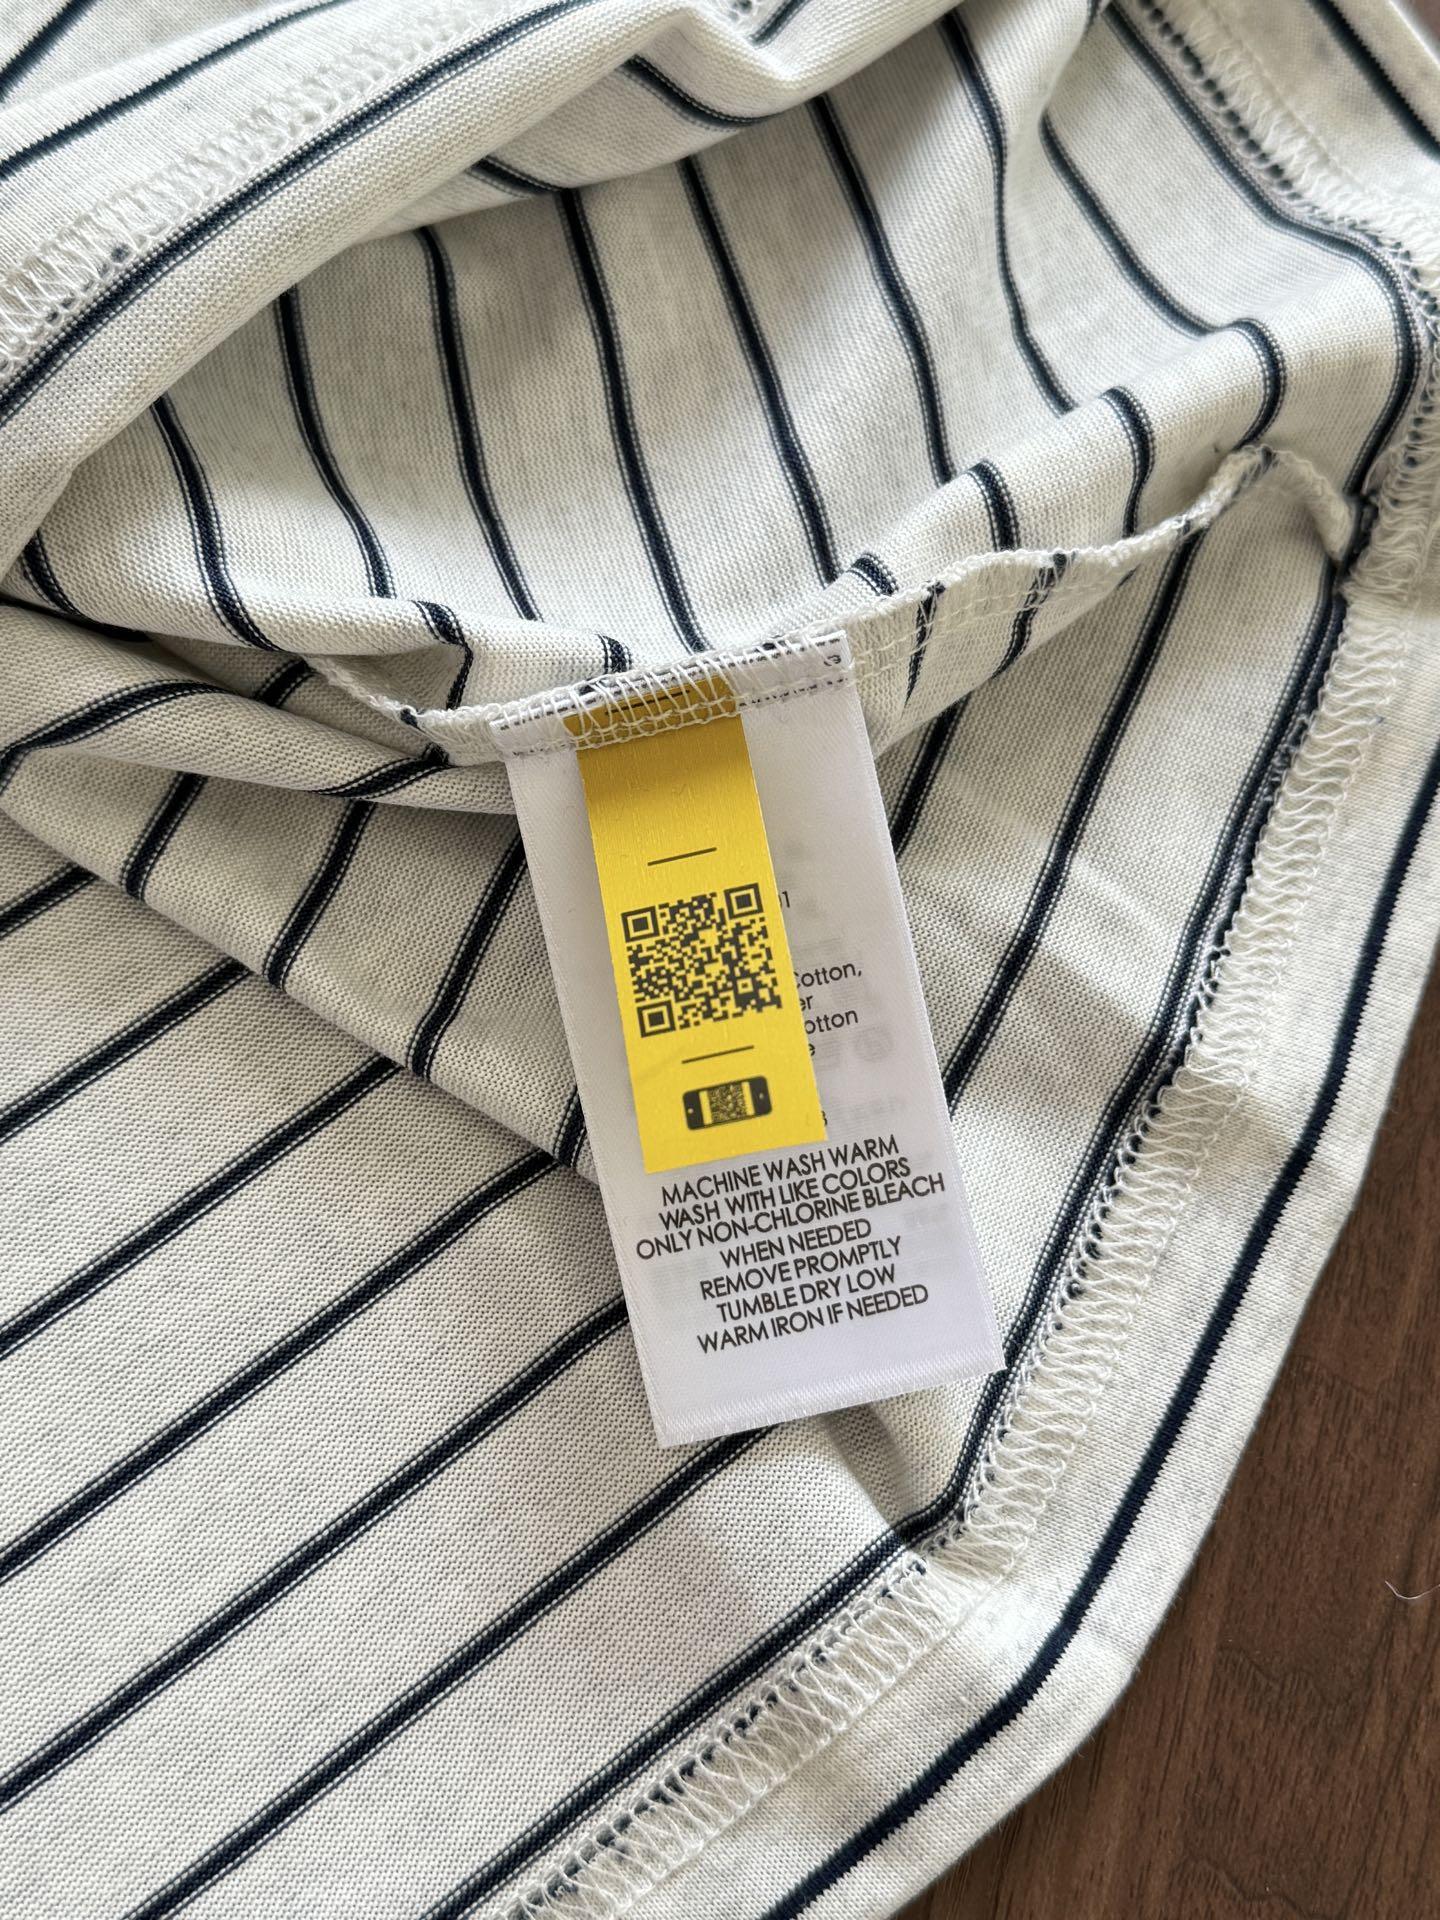 Cotton,
MACHINE WASH WARM
WASH WITH LIKE COLORS
ONLY NON-CHLORINE BLEACH
WHEN NEEDED
REMOVE PROMPTLY
TUMBLE DRY LOW
WARM IRON IF NEEDED